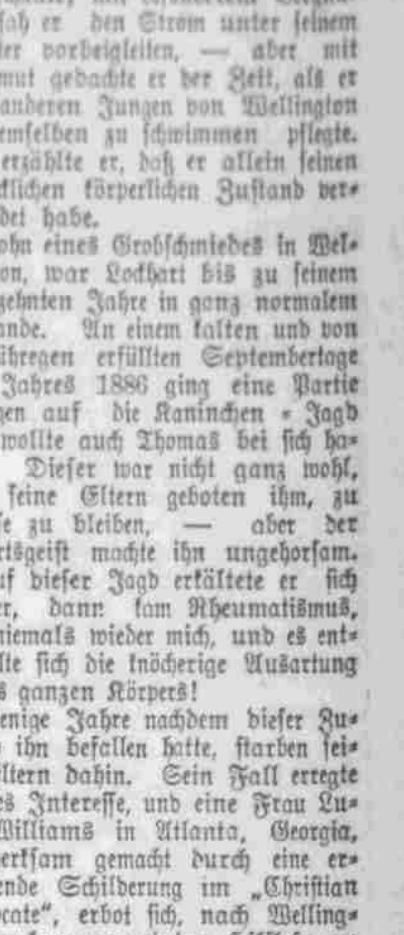 sah er den Strom unter seinem
vorbeigleiten, — aber mit
mut gedachte er der Zeit, als er
anderen Jungen von Wellington
emselben zu schwimmen pflegte.
erzählte er, daß er allein seinen
klichen körperlichen Zustand ver-
det habe.
ohn eines Grobschmiedes in Wel-
on, war Lockhart bis zu seinem
zehnten Jahre in ganz normalem
ande. An einem kalten und von
ühregen erfüllten Septembertage
Jahres 1886 ging eine Partie
gen auf die Kaninchen-Jagd
wollte auch Thomas bei sich ha-
Dieser war nicht ganz wohl,
seine Eltern geboten ihm, zu
se zu bleiben, — aber der
rtsgeist machte ihn ungehorsam.
uf dieser Jagd erkältete er sich
er, dann kam Rheumatismus,
niemals wieder mich, und es ent-
lte sich die knöcherige Ausartung
s ganzen Körpers!
enige Jahre nachdem dieser Zu-
ihn befallen hatte, starben sei-
ltern dahin. Sein Fall erregte
es Interesse, und eine Frau Lu-
Williams in Atlanta, Georgia,
erksam gemacht durch eine er-
ende Schilderung im „Christian
ocate“, erbot sich, nach Welling-